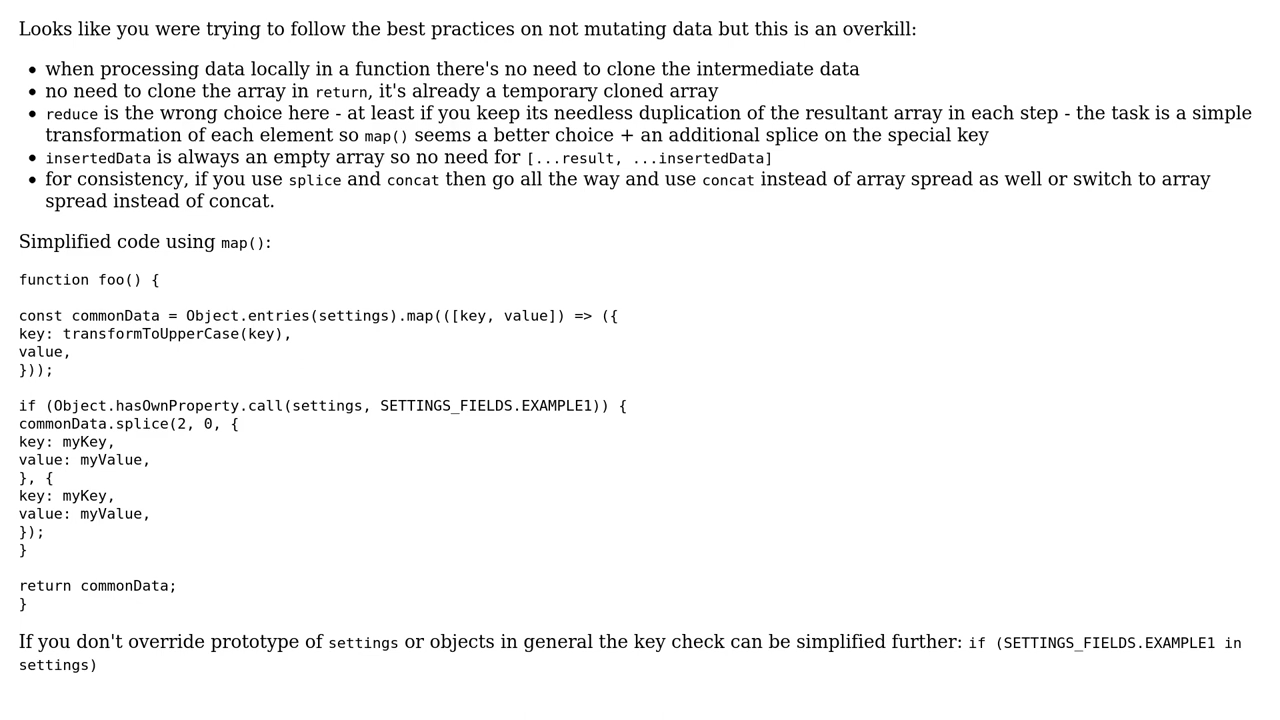 Looks like you were trying to follow the best practices on not mutating data but this is an overkill:
• when processing data locally in a function there's no need to clone the intermediate data
• no need to clone the array in return, it's already a temporary cloned array
• reduce is the wrong choice here - at least if you keep its needless duplication of the resultant array in each step - the task is a simple
transformation of each element so map() seems a better choice + an additional splice on the special key
• insertedData is always an empty array so no need for [...result, ...insertedData]
• for consistency, if you use splice and concat then go all the way and use concat instead of array spread as well or switch to array
spread instead of concat.
Simplified code using map():
function foo() {
const commonData = Object.entries(settings).map(([key, value]) => ({
key: transformToUpperCase(key),
value,
}));
if (Object.hasOwnProperty.call(settings, SETTINGS_FIELDS.EXAMPLE1)) {
commonData.splice(2, 0, {
key: myKey,
value: myValue,
}, {
key: myKey,
value: myValue,
});
}
return commonData;
}
If you don't override prototype of settings or objects in general the key check can be simplified further: if (SETTINGS_FIELDS.EXAMPLE1 in
settings)